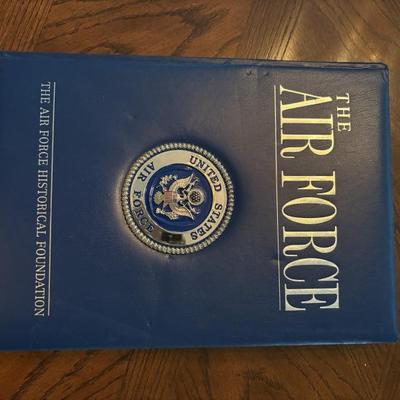 THE
AIR FORCE
UNITED STATES
AIR FORCE
THE AIR FORCE HISTORICAL FOUNDATION